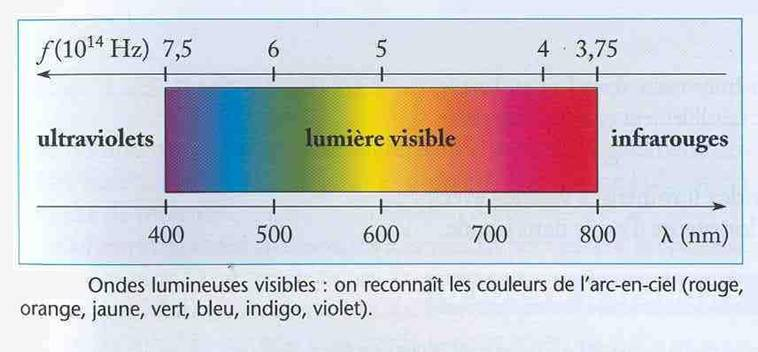 f(10¹⁴ Hz) 7,5 6 5 4 3,75
ultraviolets lumière visible infrarouges
400 500 600 700 800 λ (nm)
Ondes lumineuses visibles : on reconnaît les couleurs de l'arc-en-ciel (rouge,
orange, jaune, vert, bleu, indigo, violet).